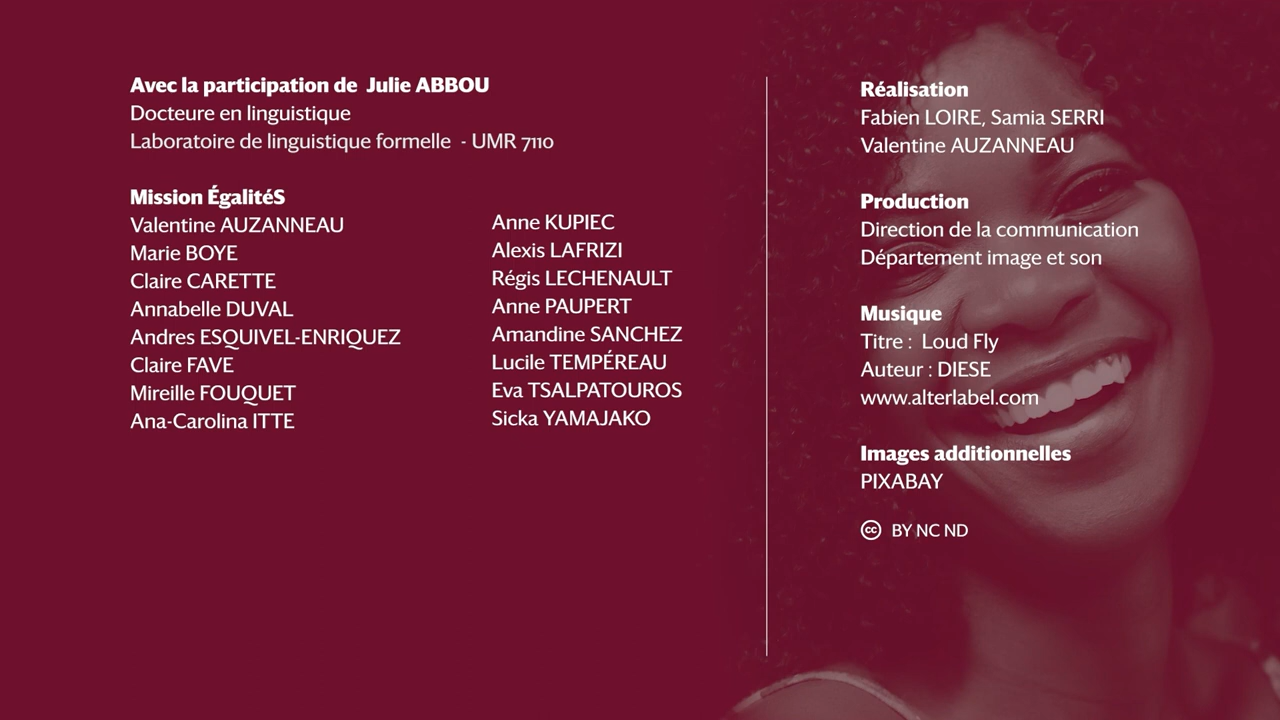 Avec la participation de Julie ABBOU
Docteure en linguistique
Laboratoire de linguistique formelle - UMR 7110
Mission ÉgalitéS
Valentine AUZANNEAU
Marie BOYE
Claire CARETTE
Annabelle DUVAL
Andres ESQUIVEL-ENRIQUEZ
Claire FAVE
Mireille FOUQUET
Ana-Carolina ITTE
Anne KUPIEC
Alexis LAFRIZI
Régis LECHENAULT
Anne PAUPERT
Amandine SANCHEZ
Lucile TEMPÉREAU
Eva TSALPATOUROS
Sicka YAMAJAKO
Réalisation
Fabien LOIRE, Samia SERRI
Valentine AUZANNEAU
Production
Direction de la communication
Département image et son
Musique
Titre : Loud Fly
Auteur : DIESE
www.alterlabel.com
Images additionnelles
PIXABAY
cc BY NC ND